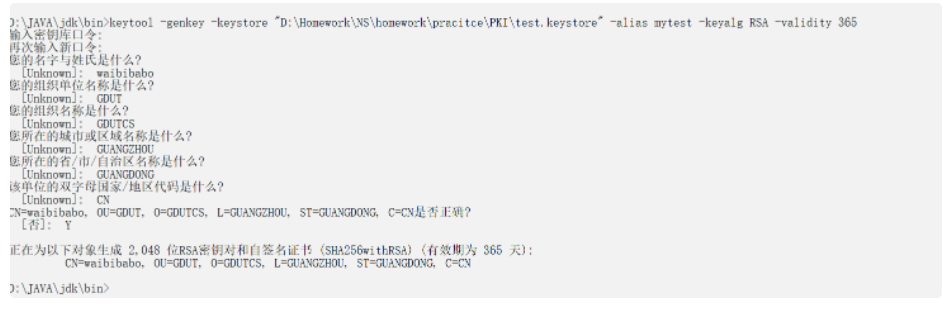 D:\JAVA\jdk\bin>keytool -genkey -keystore "D:\Homework\NS\homework\pracitce\PKI\test.keystore" -alias mytest -keyalg RSA -validity 365
输入密钥库口令:
再次输入新口令:
您的名字与姓氏是什么?
[Unknown]: waibibabo
您的组织单位名称是什么?
[Unknown]: GDUT
您的组织名称是什么?
[Unknown]: GDUTCS
您所在的城市或区域名称是什么?
[Unknown]: GUANGZHOU
您所在的省/市/自治区名称是什么?
[Unknown]: GUANGDONG
该单位的双字母国家/地区代码是什么?
[Unknown]: CN
CN=waibibabo, OU=GDUT, O=GDUTCS, L=GUANGZHOU, ST=GUANGDONG, C=CN是否正确?
[否]: Y
正在为以下对象生成 2,048 位RSA密钥对和自签名证书 (SHA256withRSA) (有效期为 365 天):
CN=waibibabo, OU=GDUT, O=GDUTCS, L=GUANGZHOU, ST=GUANGDONG, C=CN
D:\JAVA\jdk\bin>